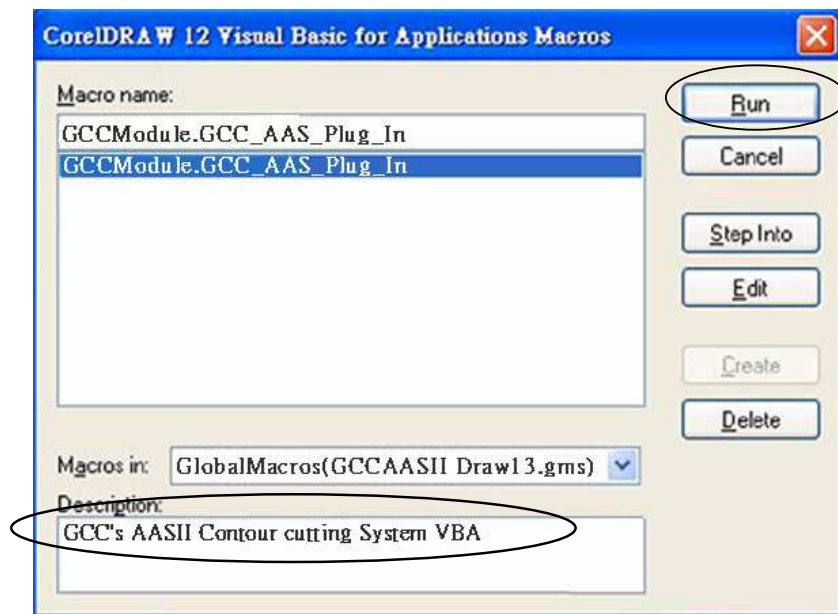 CorelDRAW 12 Visual Basic for Applications Macros
Macro name:
GCCModule.GCC_AAS_Plug_In
GCCModule.GCC_AAS_Plug_In
Run
Cancel
Step Into
Edit
Create
Delete
Macros in: GlobalMacros(GCCAASII Draw13.gms)
Description:
GCC's AASII Contour cutting System VBA